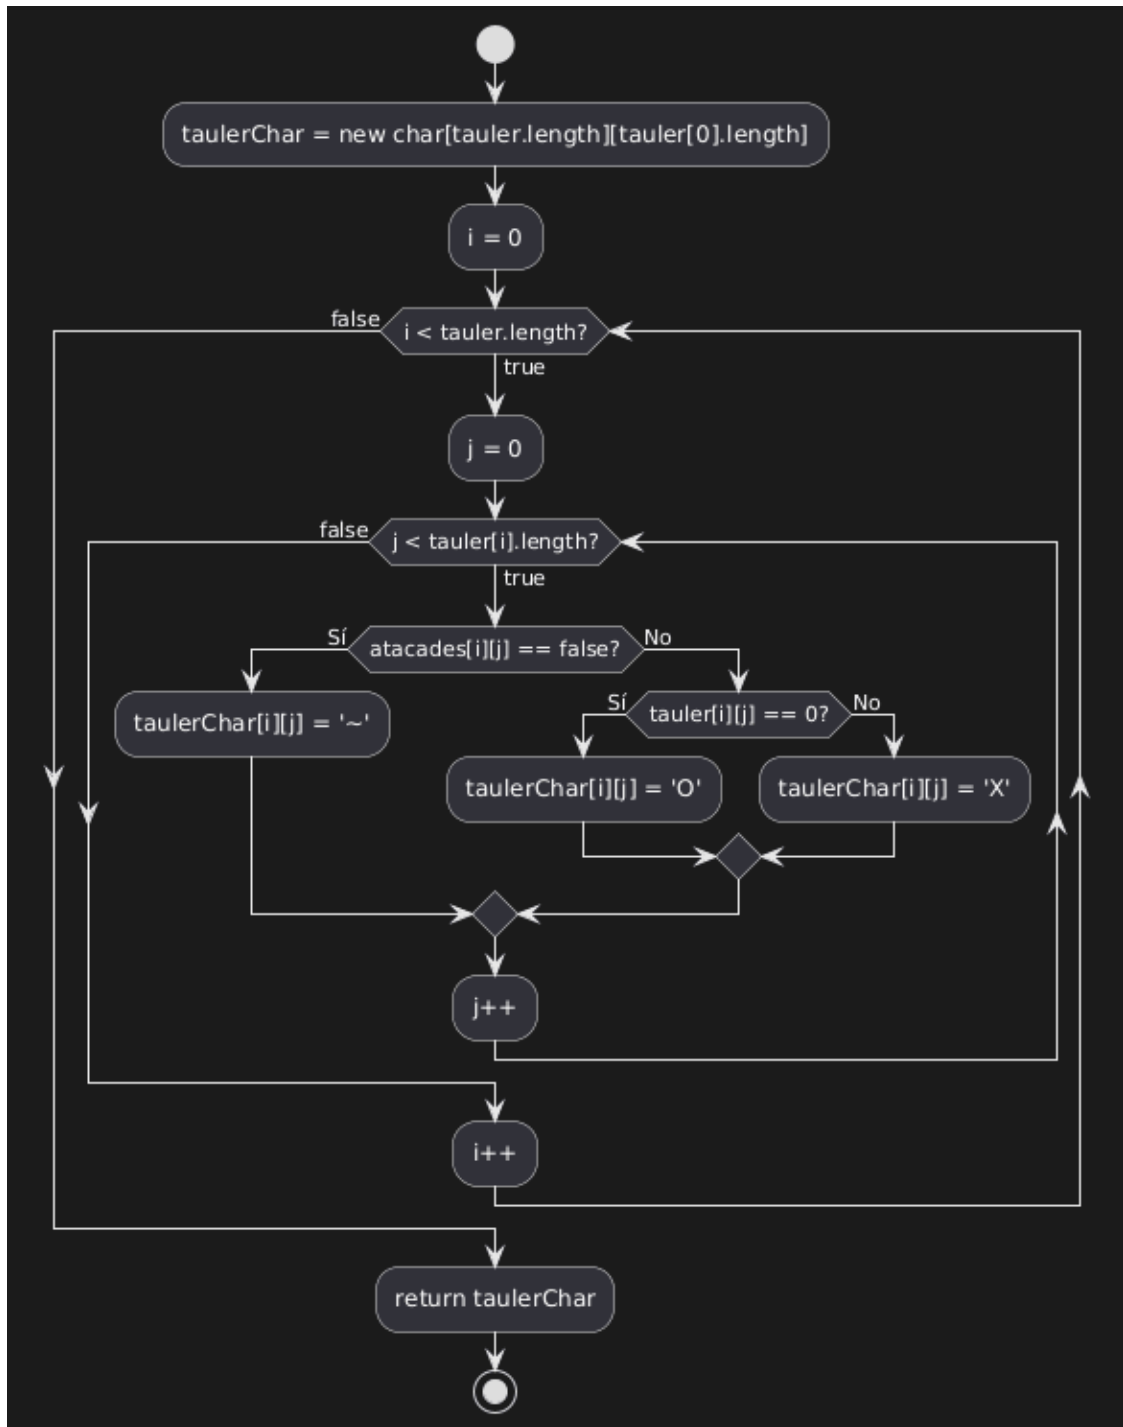 taulerChar = new char[tauler.length][tauler[0].length]
i = 0
false
i < tauler.length?
true
j = 0
false
j < tauler[i].length?
true
Sí
atacades[i][j] == false?
No
taulerChar[i][j] = '~'
Sí
tauler[i][j] == 0?
No
taulerChar[i][j] = 'O'
taulerChar[i][j] = 'X'
j++
i++
return taulerChar